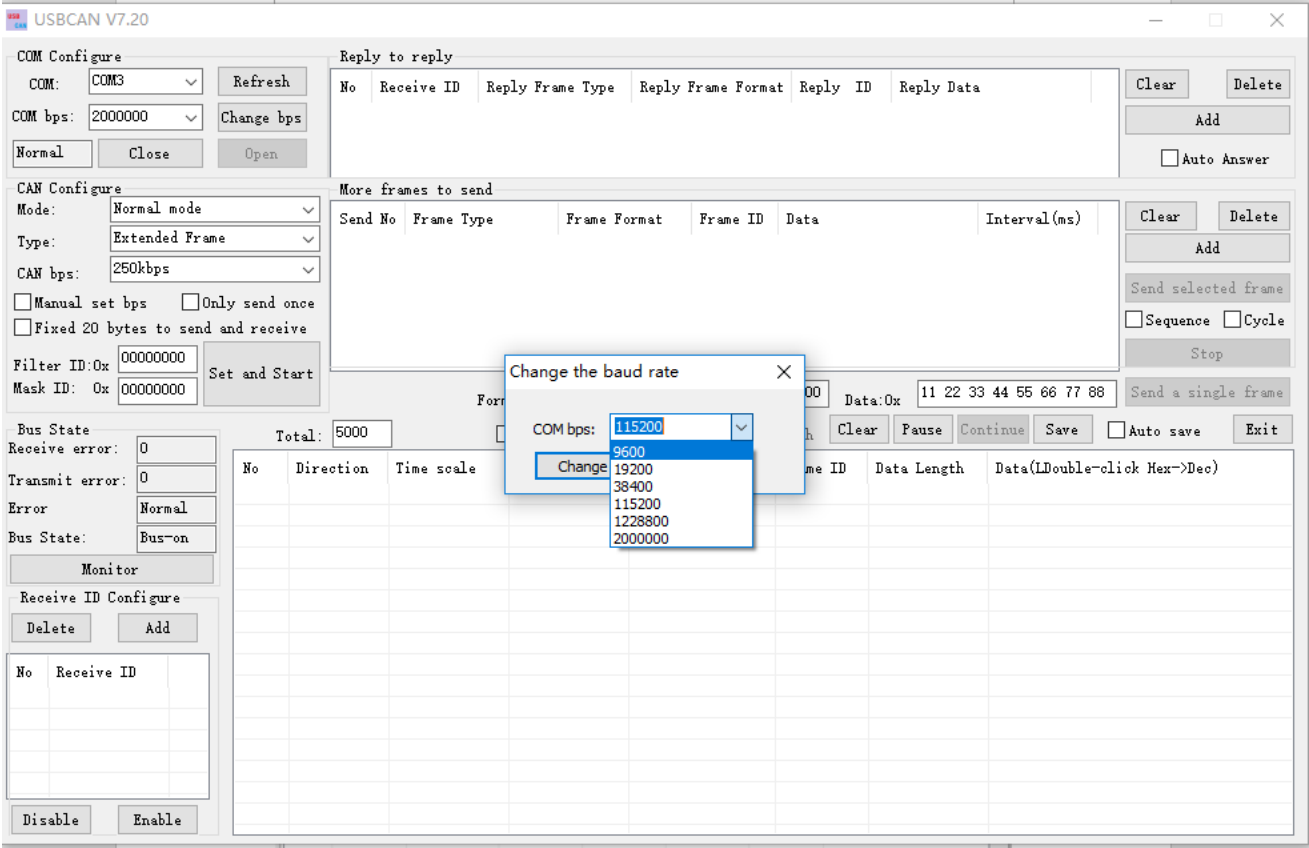 USB CAN USBCAN V7.20
COM Configure
COM: COM3 Refresh
COM bps: 2000000 Change bps
Normal Close Open
Reply to reply
No Receive ID Reply Frame Type Reply Frame Format Reply ID Reply Data
Clear Delete
Add
Auto Answer
CAN Configure
Mode: Normal mode
Type: Extended Frame
CAN bps: 250kbps
Manual set bps Only send once
Fixed 20 bytes to send and receive
Filter ID:0x 00000000
Mask ID: 0x 00000000
Set and Start
More frames to send
Send No Frame Type Frame Format Frame ID Data Interval(ms)
Clear Delete
Add
Send selected frame
Sequence Cycle
Stop
Data:0x 11 22 33 44 55 66 77 88 Send a single frame
Change the baud rate
COM bps: 115200
Change
9600
19200
38400
115200
1228800
2000000
Bus State
Receive error: 0
Transmit error: 0
Error Normal
Bus State: Bus-on
Monitor
Total: 5000
Clear Pause Continue Save Auto save Exit
No Direction Time scale ID Data Length Data(LDouble-click Hex->Dec)
Receive ID Configure
Delete Add
No Receive ID
Disable Enable